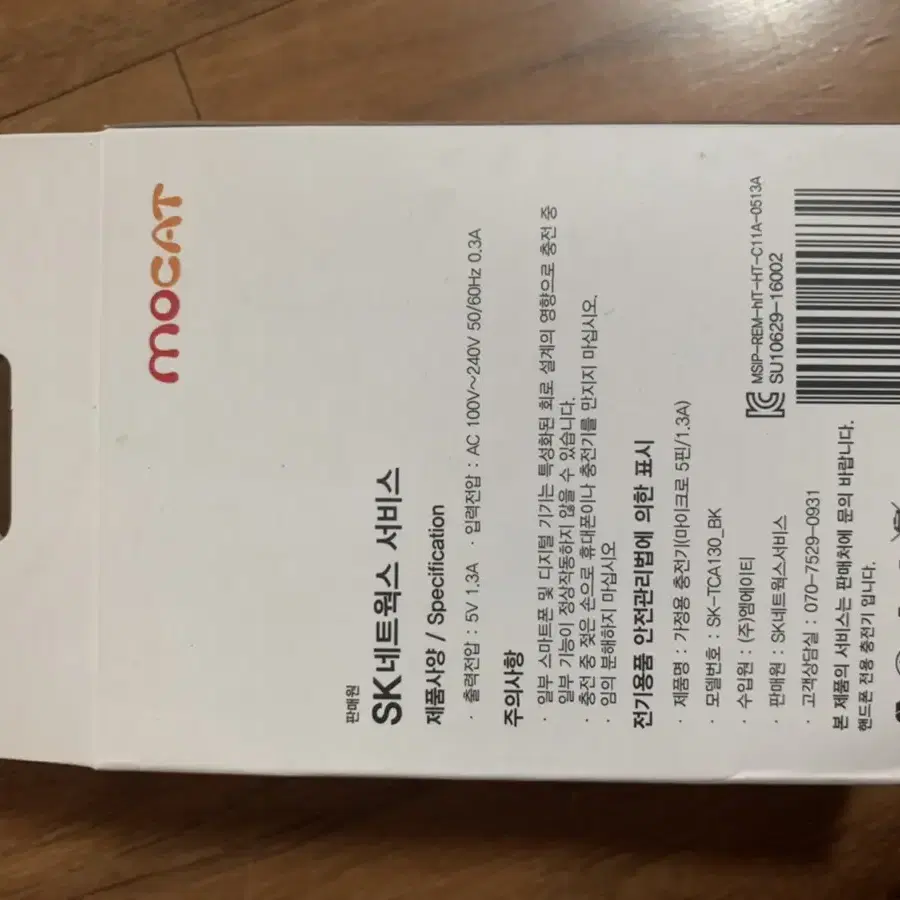 mocat
판매원
SK네트웍스 서비스
제품사양 / Specification
· 출력전압 : 5V 1.3A · 입력전압 : AC 100V~240V 50/60Hz 0.3A
주의사항
· 일부 스마트폰 및 디지털 기기는 특성화된 회로 설계의 영향으로 충전 중
일부 기능이 정상작동하지 않을 수 있습니다.
· 충전 중 젖은 손으로 휴대폰이나 충전기를 만지지 마십시오.
· 임의 분해하지 마십시오
전기용품 안전관리법에 의한 표시
· 제품명 : 가정용 충전기(마이크로 5핀/1.3A)
· 모델번호 : SK-TCA130_BK
· 수입원 : (주)엠에이티
· 판매원 : SK네트웍스서비스
· 고객상담실 : 070-7529-0931
본 제품의 서비스는 판매처에 문의 바랍니다.
핸드폰 전용 충전기 입니다.
MSIP-REM-hIT-HT-C11A-0513A
SU10629-16002